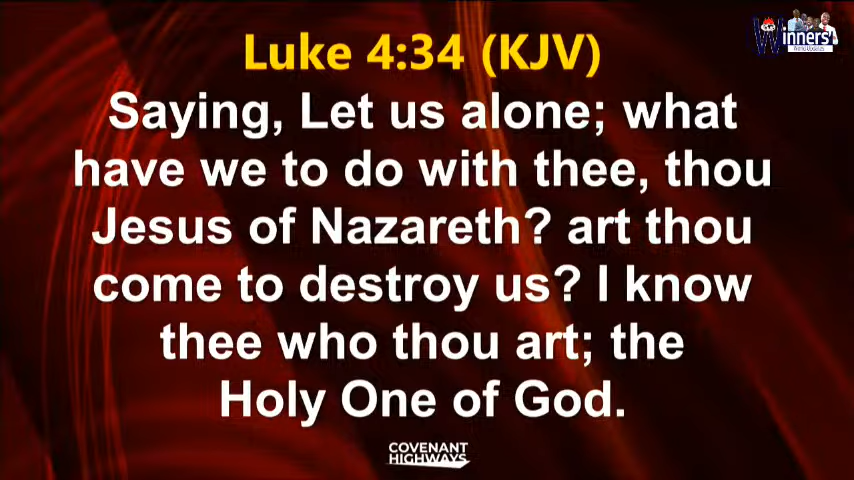 Luke 4:34 (KJV)
Winners'
Saying, Let us alone; what
have we to do with thee, thou
Jesus of Nazareth? art thou
come to destroy us? I know
thee who thou art; the
Holy One of God.
COVENANT
HIGHWAYS